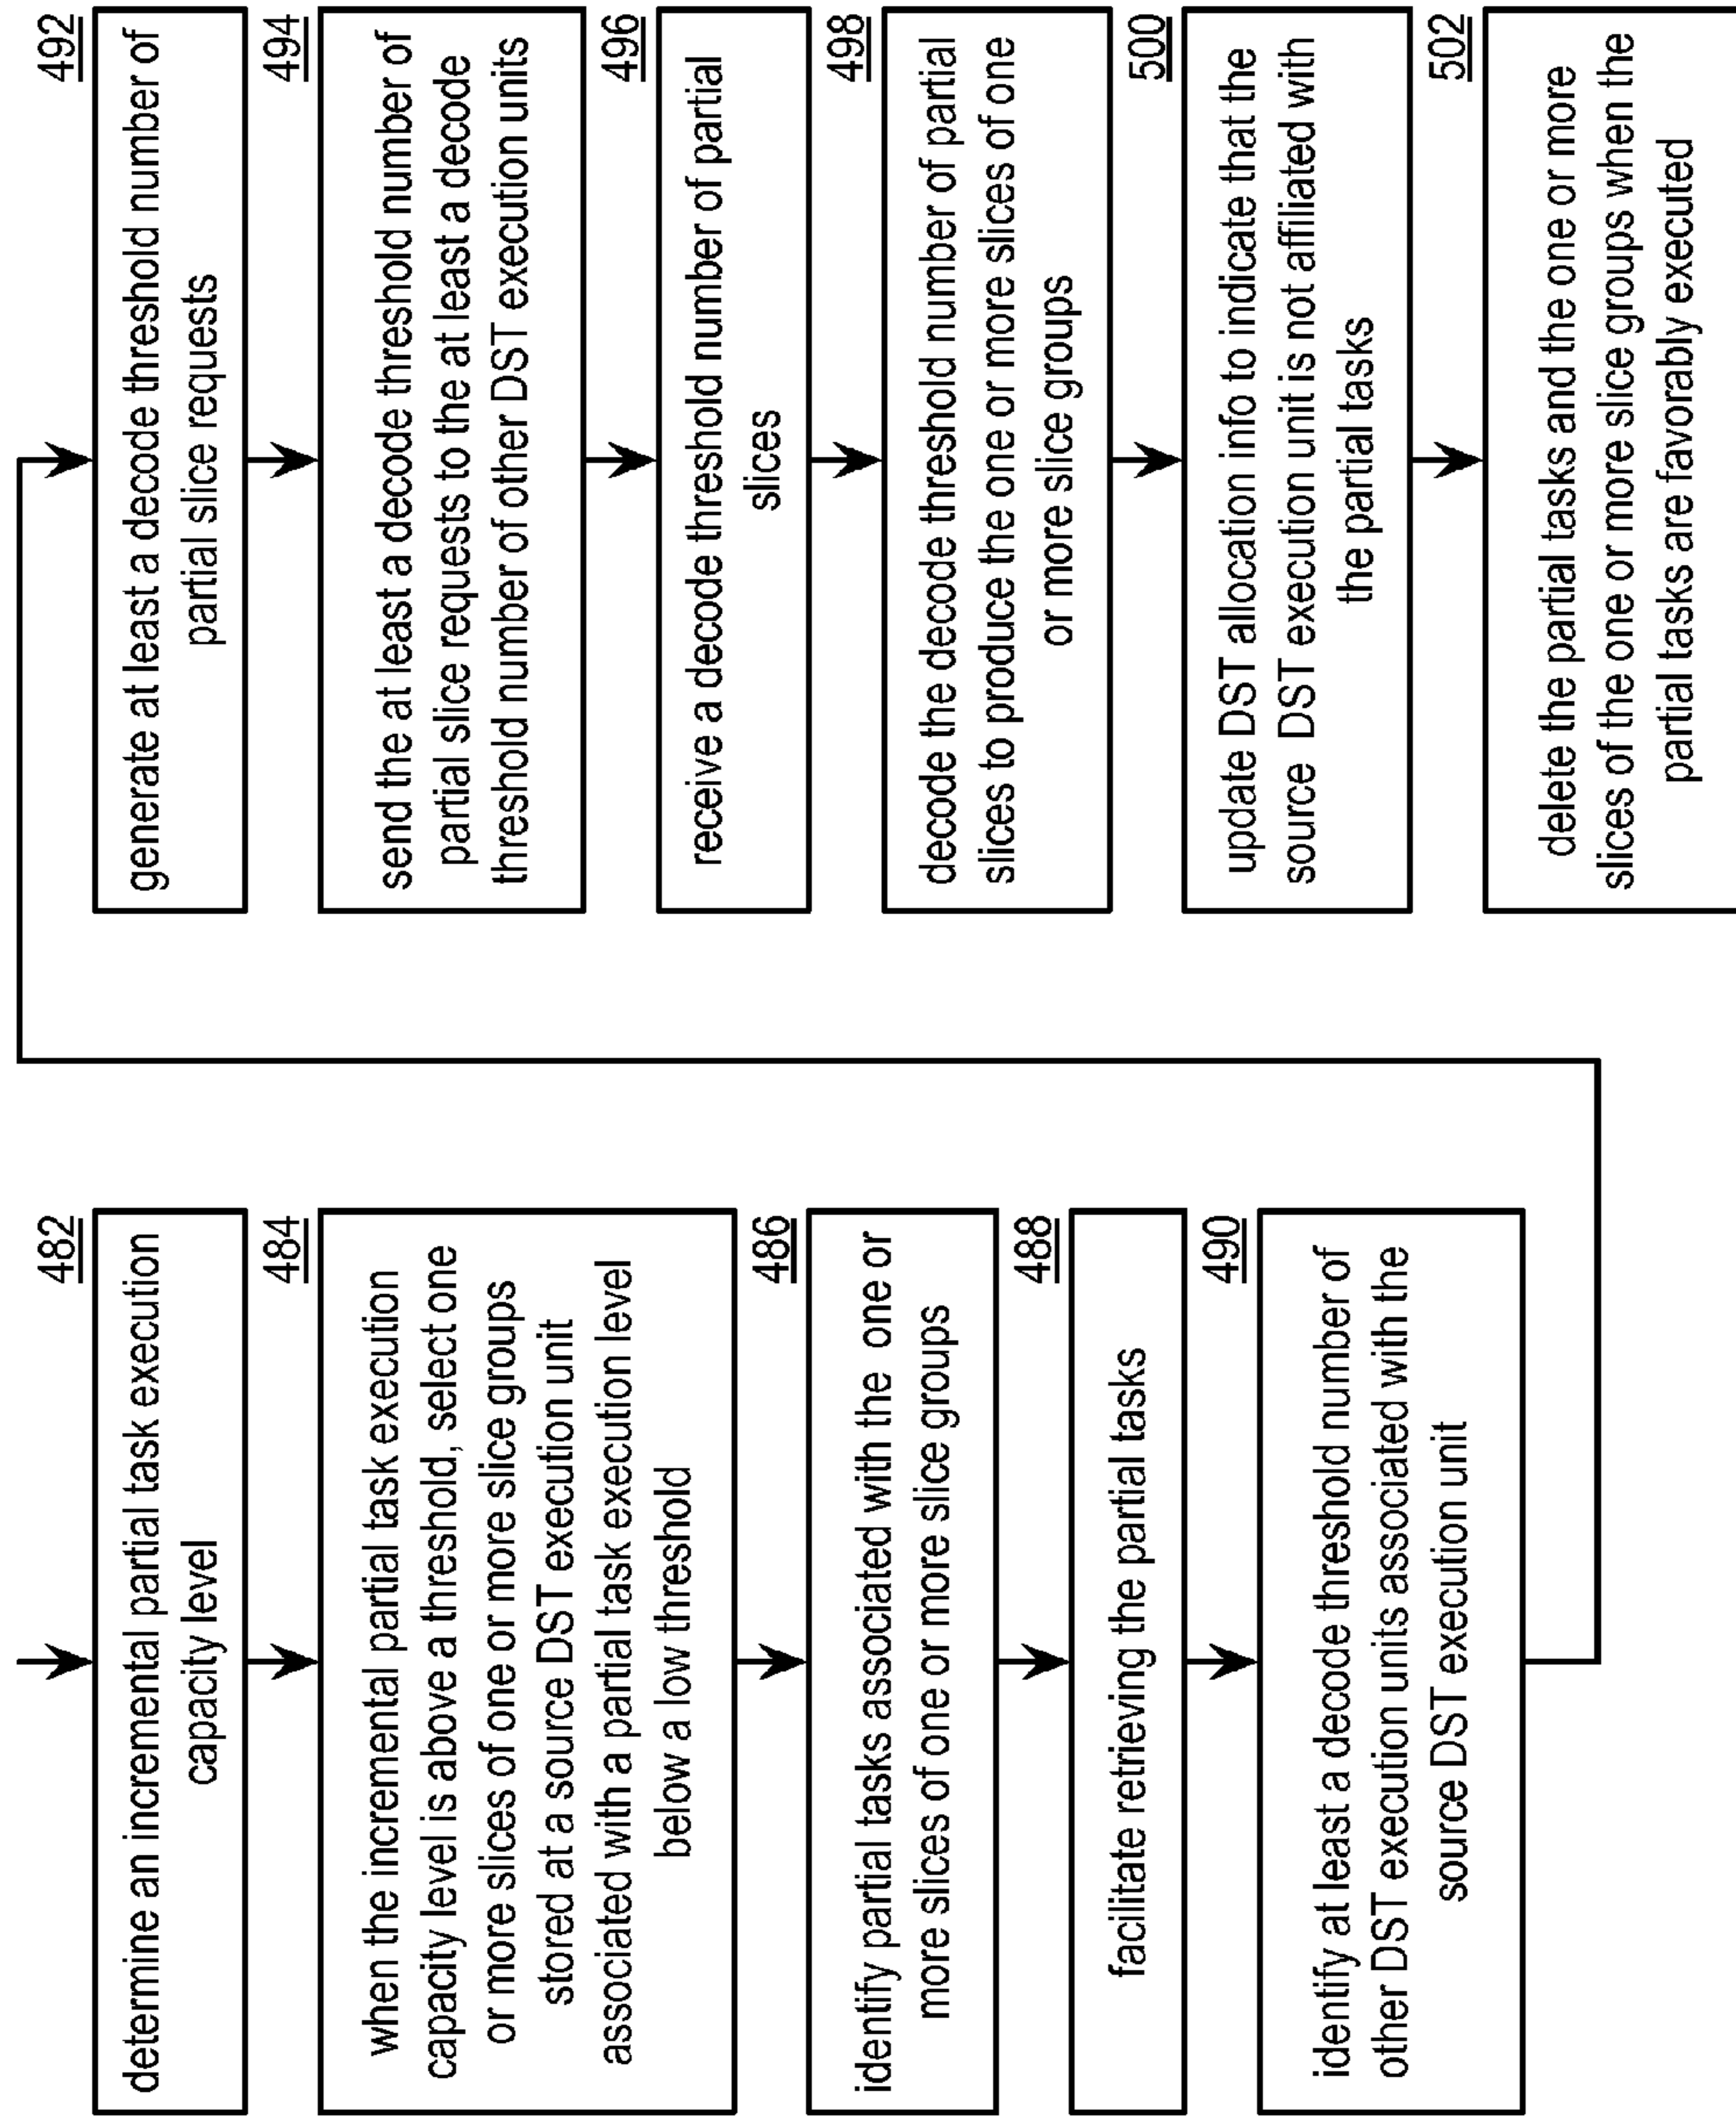 482
determine an incremental partial task execution
capacity level
484
when the incremental partial task execution
capacity level is above a threshold, select one
or more slices of one or more slice groups
stored at a source DST execution unit
associated with a partial task execution level
below a low threshold
486
identify partial tasks associated with the one or
more slices of one or more slice groups
488
facilitate retrieving the partial tasks
490
identify at least a decode threshold number of
other DST execution units associated with the
source DST execution unit
492
generate at least a decode threshold number of
partial slice requests
494
send the at least a decode threshold number of
partial slice requests to the at least a decode
threshold number of other DST execution units
496
receive a decode threshold number of partial
slices
498
decode the decode threshold number of partial
slices to produce the one or more slices of one
or more slice groups
500
update DST allocation info to indicate that the
source DST execution unit is not affiliated with
the partial tasks
502
delete the partial tasks and the one or more
slices of the one or more slice groups when the
partial tasks are favorably executed